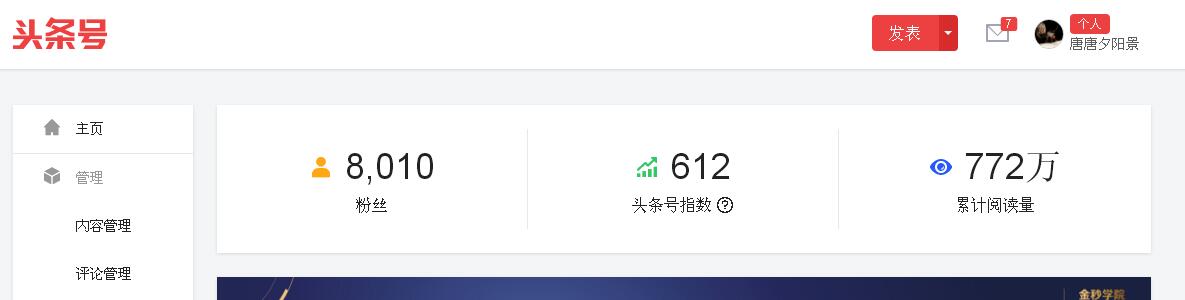 头条号
发表
7
个人
唐唐夕阳景
主页
管理
内容管理
评论管理
8,010
粉丝
612
头条号指数 ?
772万
累计阅读量
金秒学院